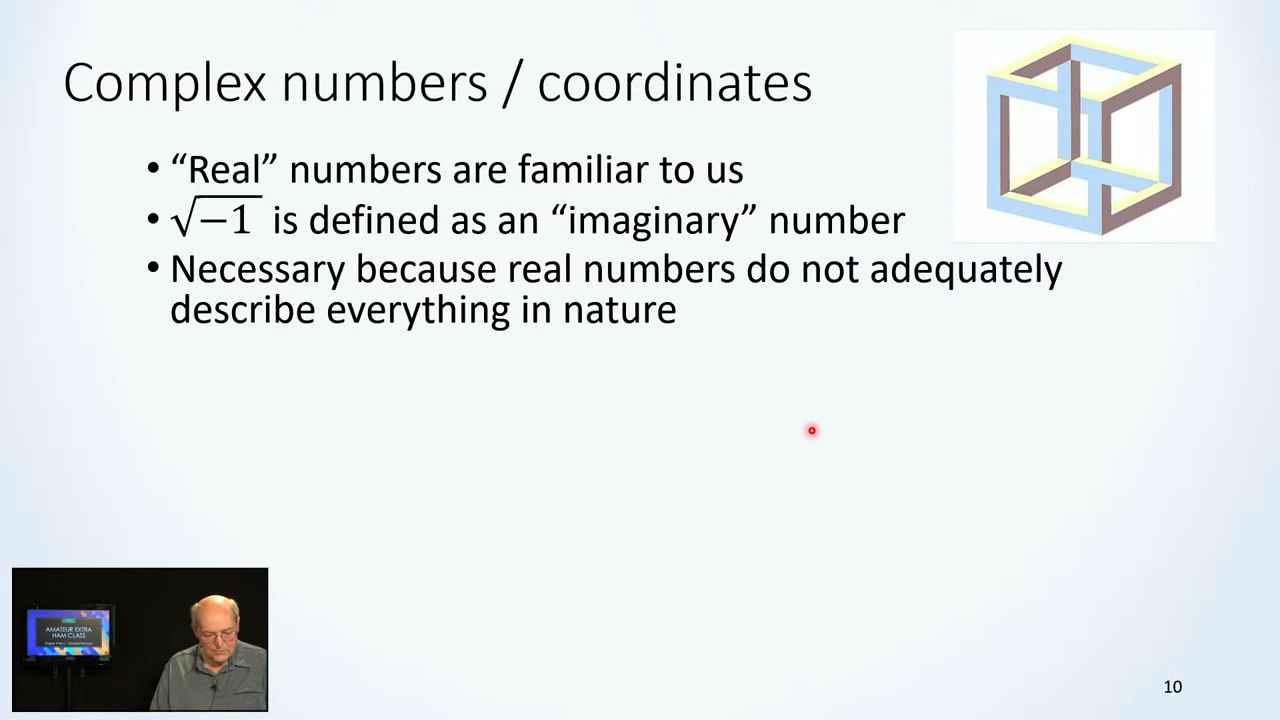 Complex numbers / coordinates
• “Real” numbers are familiar to us
• √−1 is defined as an “imaginary” number
• Necessary because real numbers do not adequately
describe everything in nature
AMATEUR EXTRA
HAM CLASS
10